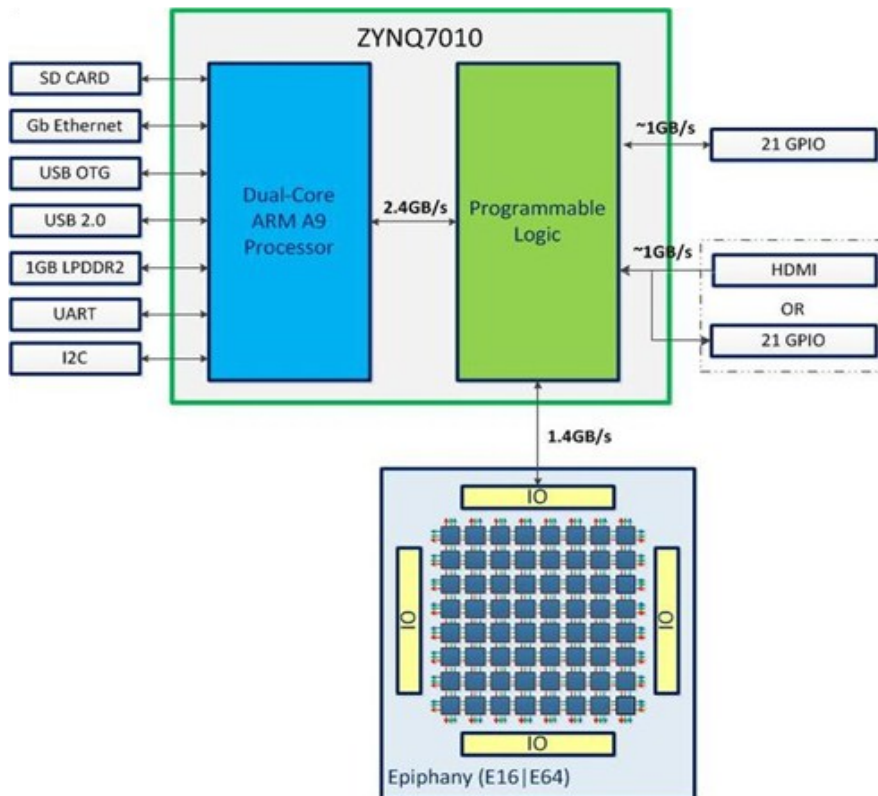 ZYNQ7010
SD CARD
Gb Ethernet
USB OTG
USB 2.0
1GB LPDDR2
UART
I2C
Dual-Core
ARM A9
Processor
2.4GB/s
Programmable
Logic
~1GB/s
21 GPIO
~1GB/s
HDMI
OR
21 GPIO
1.4GB/s
IO
IO
IO
IO
Epiphany (E16|E64)